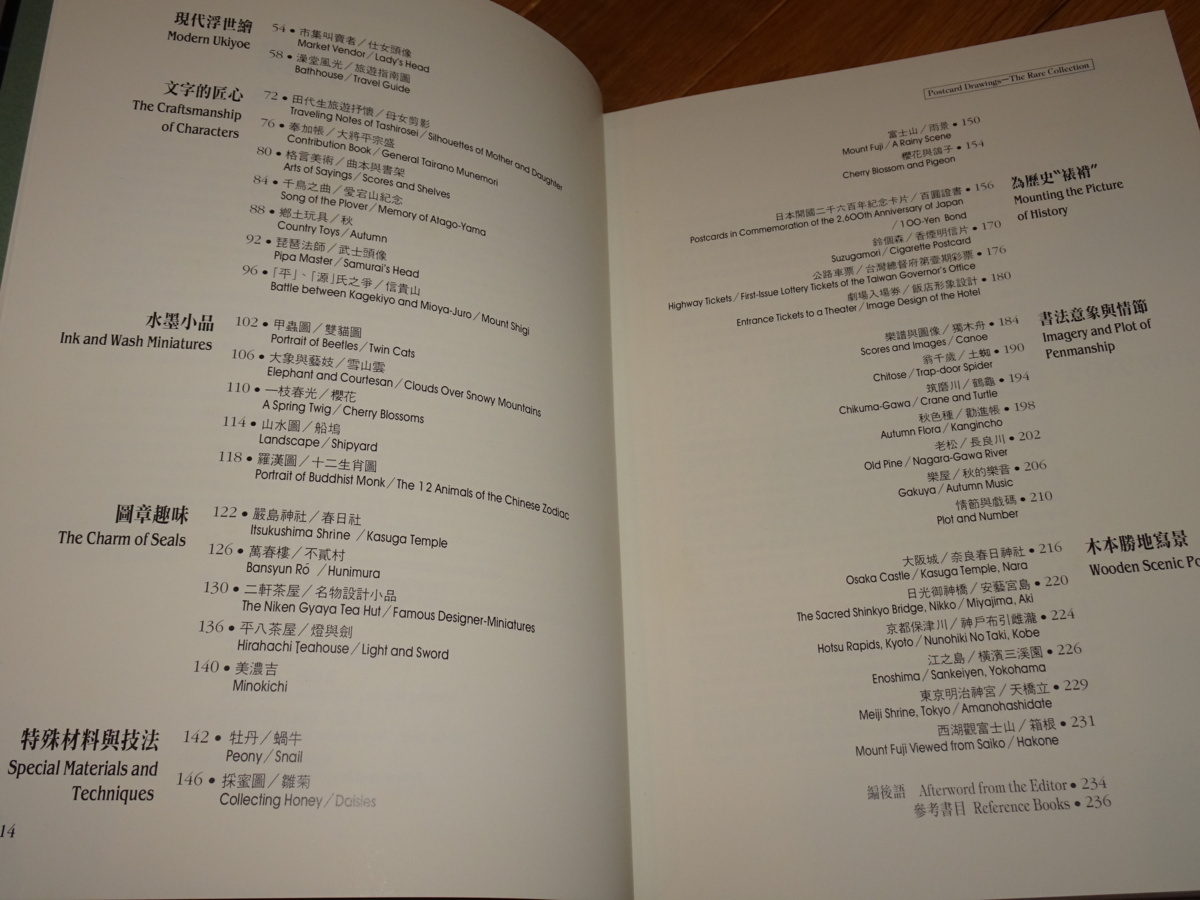 現代浮世繪
Modern Ukiyoe
54 • 市集叫賣者／仕女頭像
Market Vendor／Lady's Head
58 • 澡堂風光／旅遊指南圖
Bathhouse／Travel Guide
文字的匠心
The Craftsmanship
of Characters
72 • 田代生旅遊抒懷／母女剪影
Traveling Notes of Tashirosei／Silhouettes of Mother and Daughter
76 • 奉加帳／大將平宗盛
Contribution Book／General Tairano Munemori
80 • 格言美術／曲本與書架
Arts of Sayings／Scores and Shelves
84 • 千鳥之曲／愛宕山紀念
Song of the Plover／Memory of Atago-Yama
88 • 鄉土玩具／秋
Country Toys／Autumn
92 • 琵琶法師／武士頭像
Pipa Master／Samurai's Head
96 • 「平」、「源」氏之爭／信貴山
Battle between Kagekiyo and Mioya-Juro／Mount Shigi
水墨小品
Ink and Wash Miniatures
102 • 甲蟲圖／雙貓圖
Portrait of Beetles／Twin Cats
106 • 大象與藝妓／雪山雲
Elephant and Courtesan／Clouds Over Snowy Mountains
110 • 一枝春光／櫻花
A Spring Twig／Cherry Blossoms
114 • 山水圖／船塢
Landscape／Shipyard
118 • 羅漢圖／十二生肖圖
Portrait of Buddhist Monk／The 12 Animals of the Chinese Zodiac
圖章趣味
The Charm of Seals
122 • 嚴島神社／春日社
Itsukushima Shrine／Kasuga Temple
126 • 萬春樓／不貳村
Bansyun Ró ／Hunimura
130 • 二軒茶屋／名物設計小品
The Niken Gyaya Tea Hut／Famous Designer-Miniatures
136 • 平八茶屋／燈與劍
Hirahachi Teahouse／Light and Sword
140 • 美濃吉
Minokichi
特殊材料與技法
Special Materials and
Techniques
142 • 牡丹／蝸牛
Peony／Snail
146 • 採蜜圖／雛菊
Collecting Honey／Daisies
14
Postcard Drawings—The Rare Collection
富士山／雨景 • 150
Mount Fuji／A Rainy Scene
櫻花與鴿子 • 154
Cherry Blossom and Pigeon
為歷史“裱褙”
Mounting the Picture
of History
日本開國二千六百年紀念卡片／百圓證書 • 156
Postcards in Commemoration of the 2,600th Anniversary of Japan
／100-Yen Bond
鈴個森／香煙明信片 • 170
Suzugamori／Cigarette Postcard
公路車票／台灣總督府第壹期彩票 • 176
Highway Tickets／First-Issue Lottery Tickets of the Taiwan Governor's Office
劇場入場券／飯店形象設計 • 180
Entrance Tickets to a Theater／Image Design of the Hotel
書法意象與情節
Imagery and Plot of
Penmanship
樂譜與圖像／獨木舟 • 184
Scores and Images／Canoe
翁千歲／土蜘 • 190
Chitose／Trap-door Spider
筑磨川／鶴龜 • 194
Chikuma-Gawa／Crane and Turtle
秋色種／勸進帳 • 198
Autumn Flora／Kangincho
老松／長良川 • 202
Old Pine／Nagara-Gawa River
樂屋／秋的樂音 • 206
Gakuya／Autumn Music
情節與戲碼 • 210
Plot and Number
木本勝地寫景
Wooden Scenic Po
大阪城／奈良春日神社 • 216
Osaka Castle／Kasuga Temple, Nara
日光御神橋／安藝宮島 • 220
The Sacred Shinkyo Bridge, Nikko／Miyajima, Aki
京都保津川／神戶布引雌瀧 • 224
Hotsu Rapids, Kyoto／Nunohiki No Taki, Kobe
江之島／橫濱三溪園 • 226
Enoshima／Sankeiyen, Yokohama
東京明治神宮／天橋立 • 229
Meiji Shrine, Tokyo／Amanohashidate
西湖觀富士山／箱根 • 231
Mount Fuji Viewed from Saiko／Hakone
編後語 Afterword from the Editor • 234
參考書目 Reference Books • 236